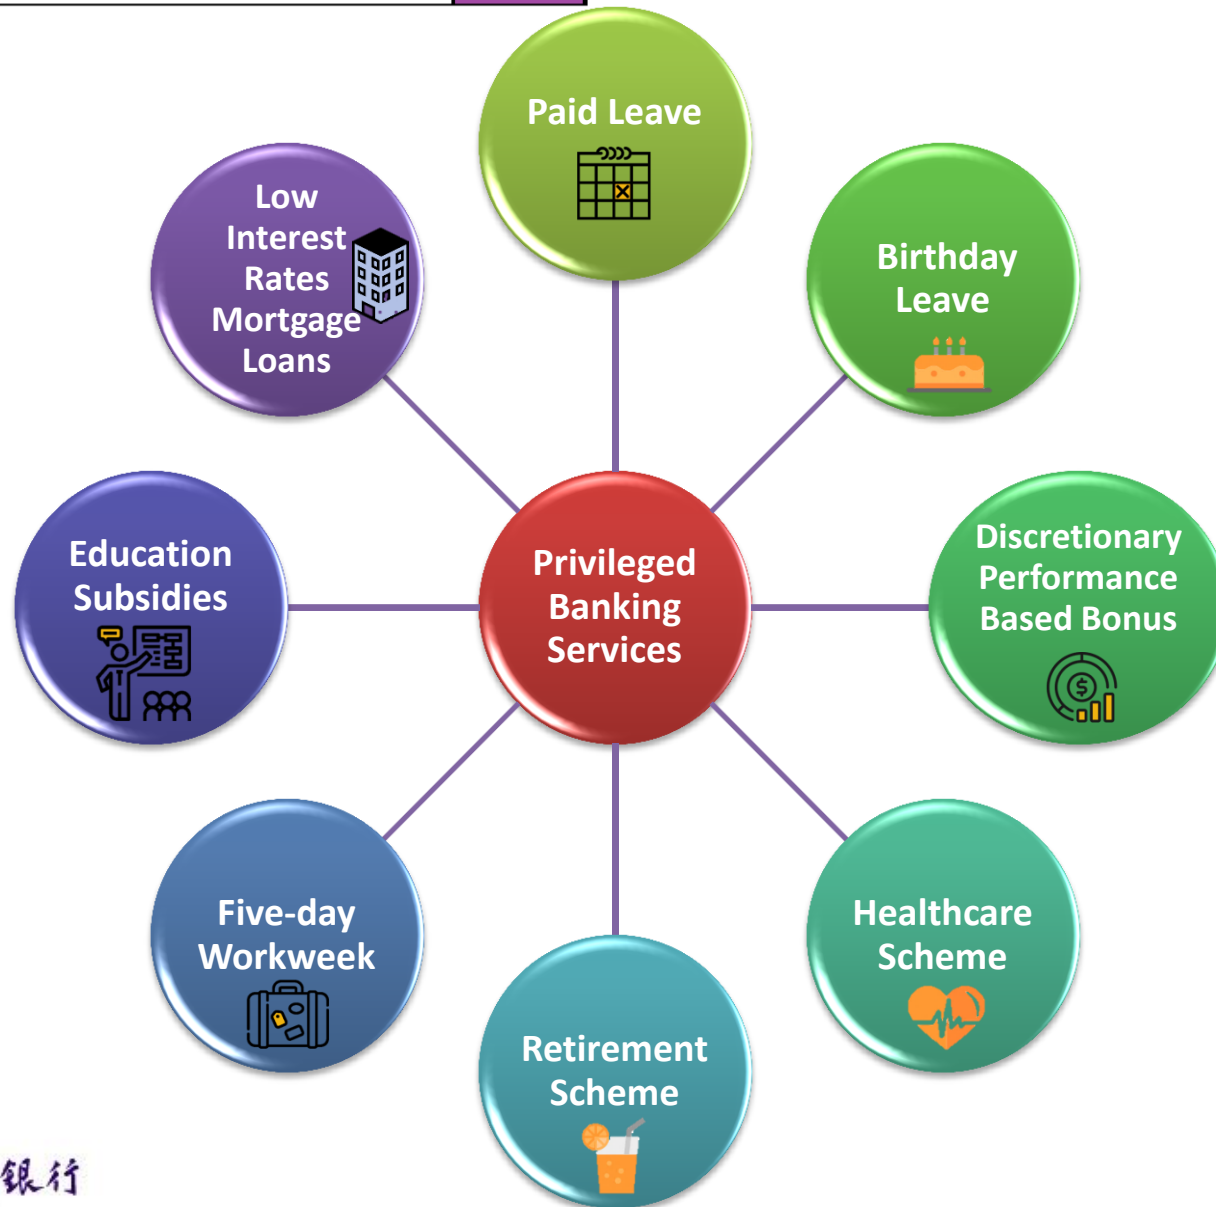 Paid Leave
Low
Interest
Rates
Mortgage
Loans
Birthday
Leave
Education
Subsidies
Privileged
Banking
Services
Discretionary
Performance
Based Bonus
$
Five-day
Workweek
Healthcare
Scheme
Retirement
Scheme
銀行